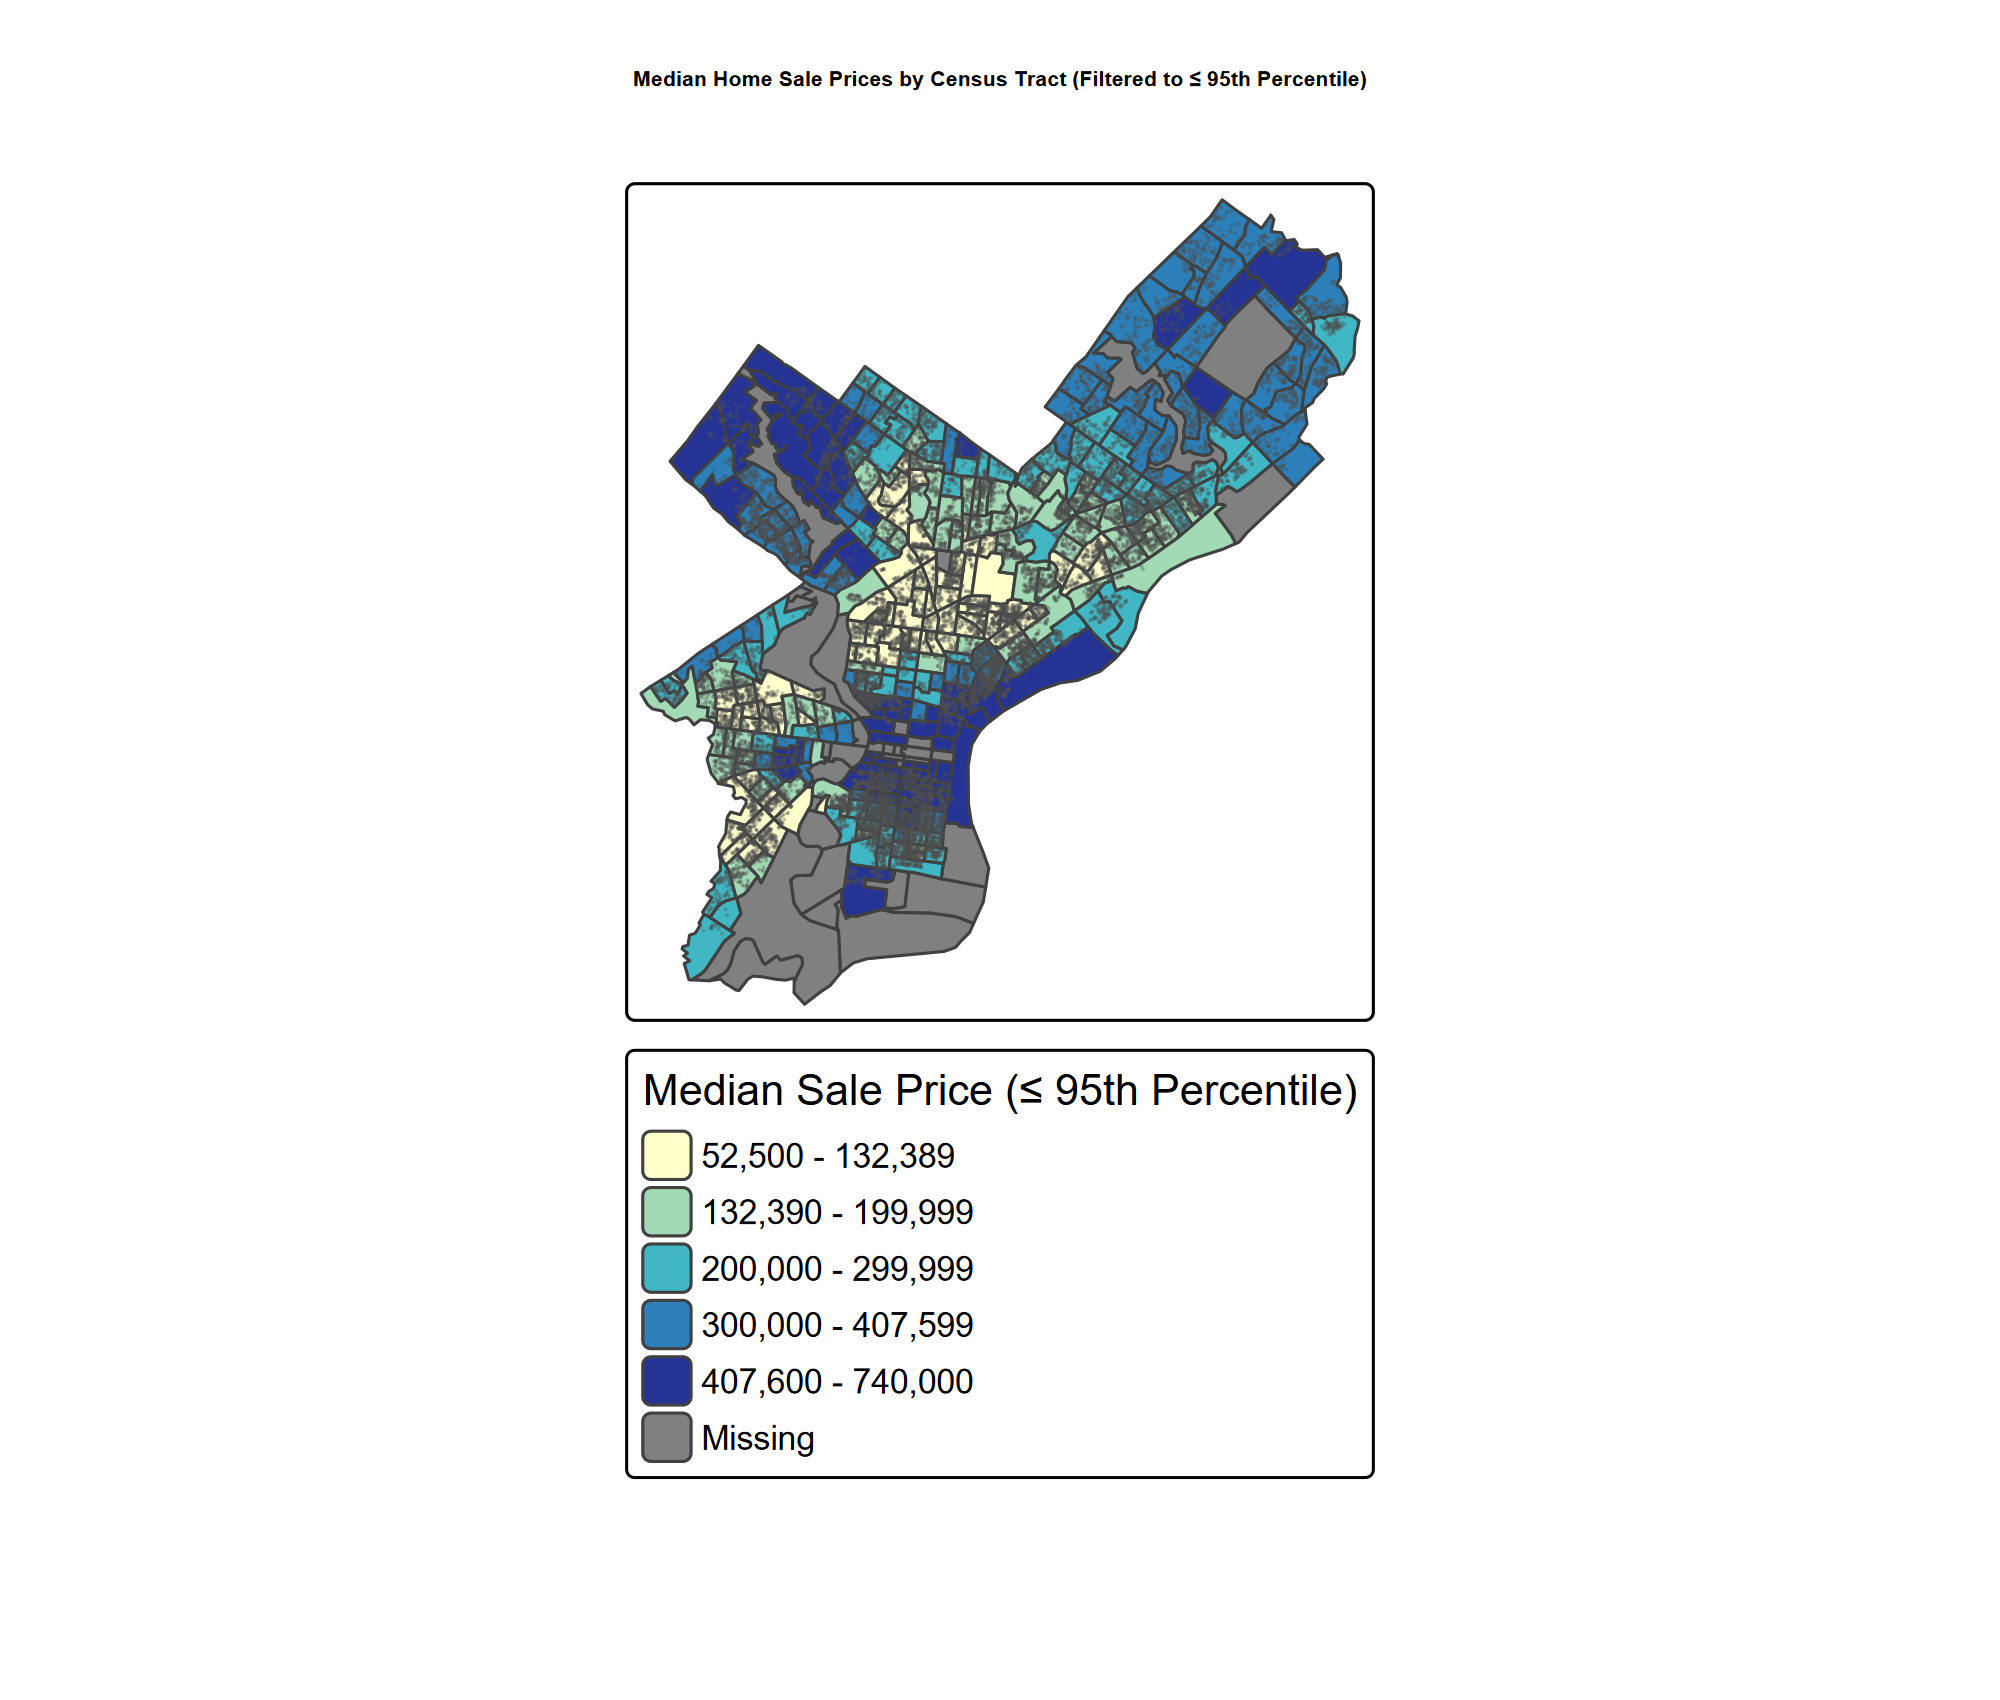 Median Home Sale Prices by Census Tract (Filtered to ≤ 95th Percentile)
Median Sale Price (≤ 95th Percentile)
52,500 - 132,389
132,390 - 199,999
200,000 - 299,999
300,000 - 407,599
407,600 - 740,000
Missing